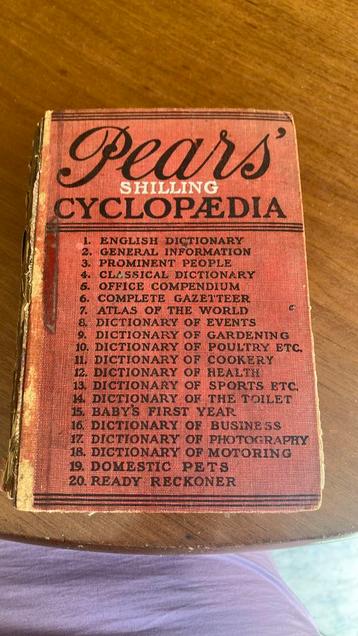 Pears'
SHILLING
CYCLOPÆDIA
1. ENGLISH DICTIONARY
2. GENERAL INFORMATION
3. PROMINENT PEOPLE
4. CLASSICAL DICTIONARY
5. OFFICE COMPENDIUM
6. COMPLETE GAZETTEER
7. ATLAS OF THE WORLD
8. DICTIONARY OF EVENTS
9. DICTIONARY OF GARDENING
10. DICTIONARY OF POULTRY ETC.
11. DICTIONARY OF COOKERY
12. DICTIONARY OF HEALTH
13. DICTIONARY OF SPORTS ETC.
14. DICTIONARY OF THE TOILET
15. BABY'S FIRST YEAR
16. DICTIONARY OF BUSINESS
17. DICTIONARY OF PHOTOGRAPHY
18. DICTIONARY OF MOTORING
19. DOMESTIC PETS
20. READY RECKONER